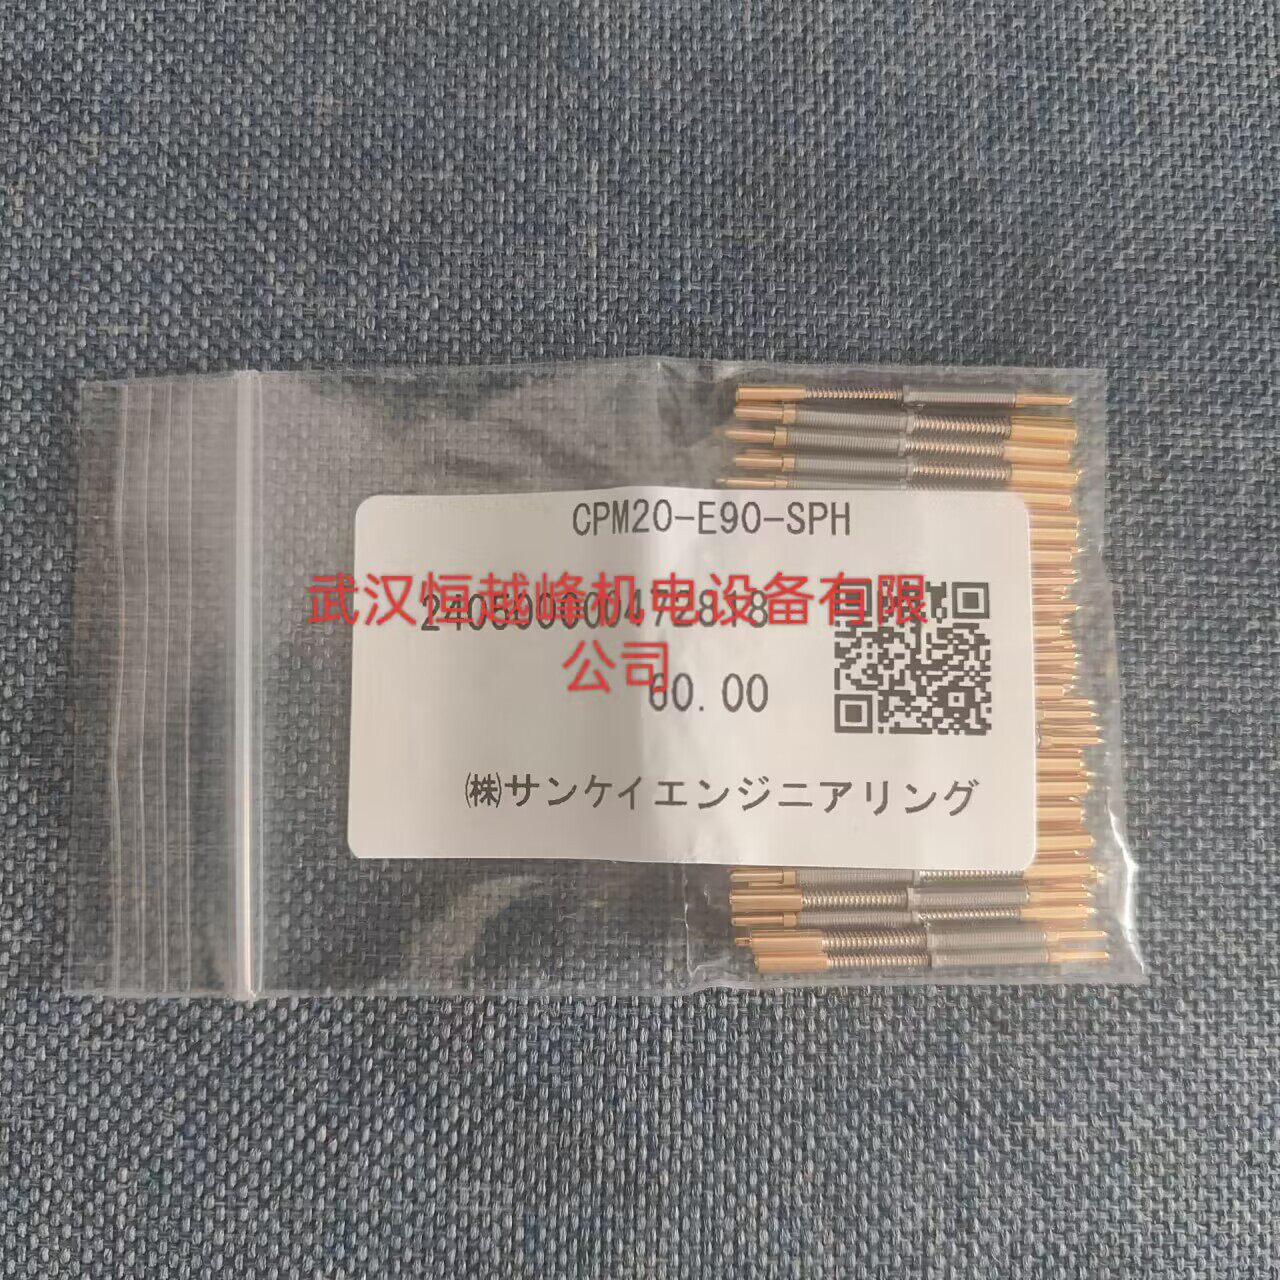 CPM20-E90-SPH
武汉恒越峰机电设备有限
公司
60.00
㈱サンケイエンジニアリング